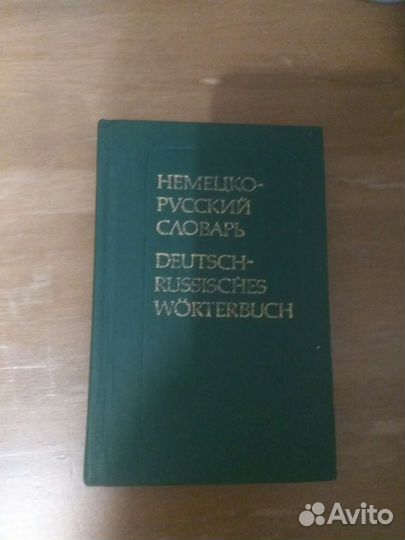 НЕМЕЦКО-
РУССКИЙ
СЛОВАРЬ
DEUTSCH-
RUSSISCHES
WÖRTERBUCH
Avito